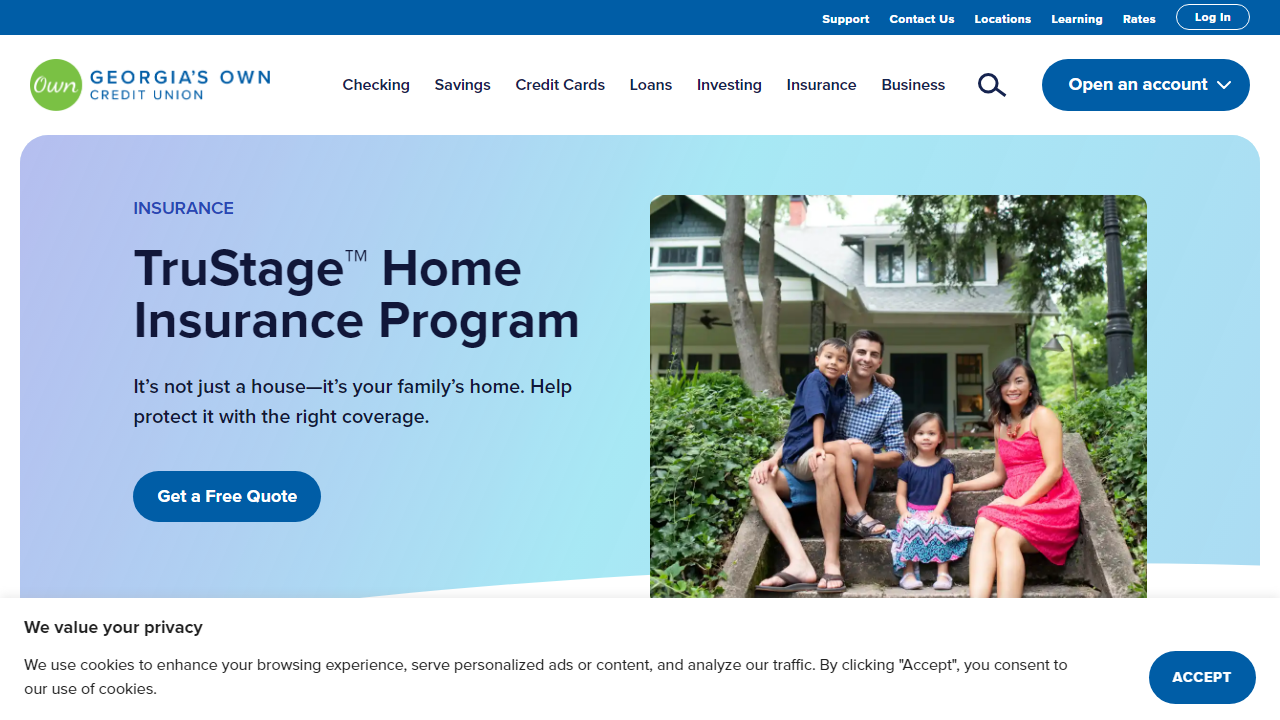 Support Contact Us Locations Learning Rates Log In
Own GEORGIA'S OWN
CREDIT UNION
Checking Savings Credit Cards Loans Investing Insurance Business Open an account
INSURANCE
TruStage™ Home
Insurance Program
It’s not just a house—it’s your family’s home. Help
protect it with the right coverage.
Get a Free Quote
We value your privacy
We use cookies to enhance your browsing experience, serve personalized ads or content, and analyze our traffic. By clicking "Accept", you consent to
our use of cookies.
ACCEPT